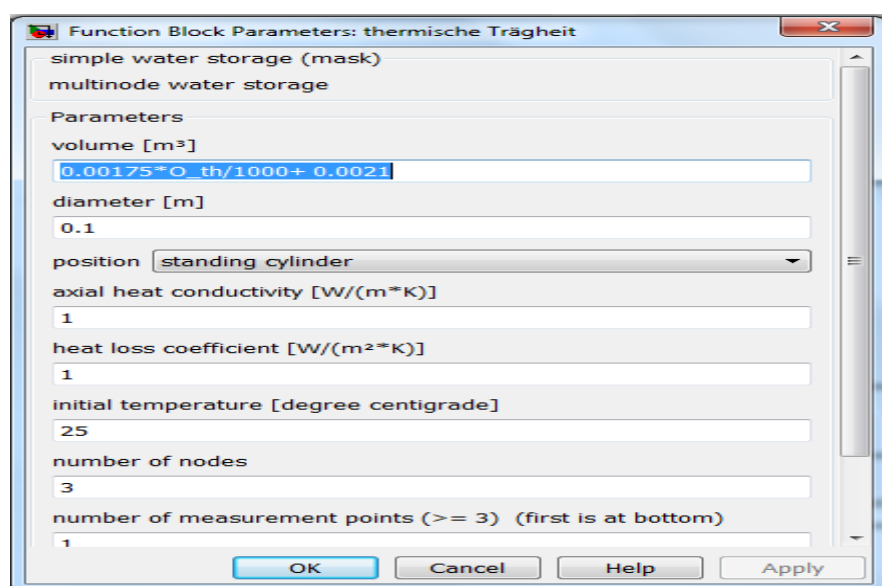 Function Block Parameters: thermische Trägheit
simple water storage (mask)
multinode water storage
Parameters
volume [m³]
0.00175*O_th/1000+ 0.0021
diameter [m]
0.1
position standing cylinder
axial heat conductivity [W/(m*K)]
1
heat loss coefficient [W/(m²*K)]
1
initial temperature [degree centigrade]
25
number of nodes
3
number of measurement points (>= 3) (first is at bottom)
1
OK Cancel Help Apply